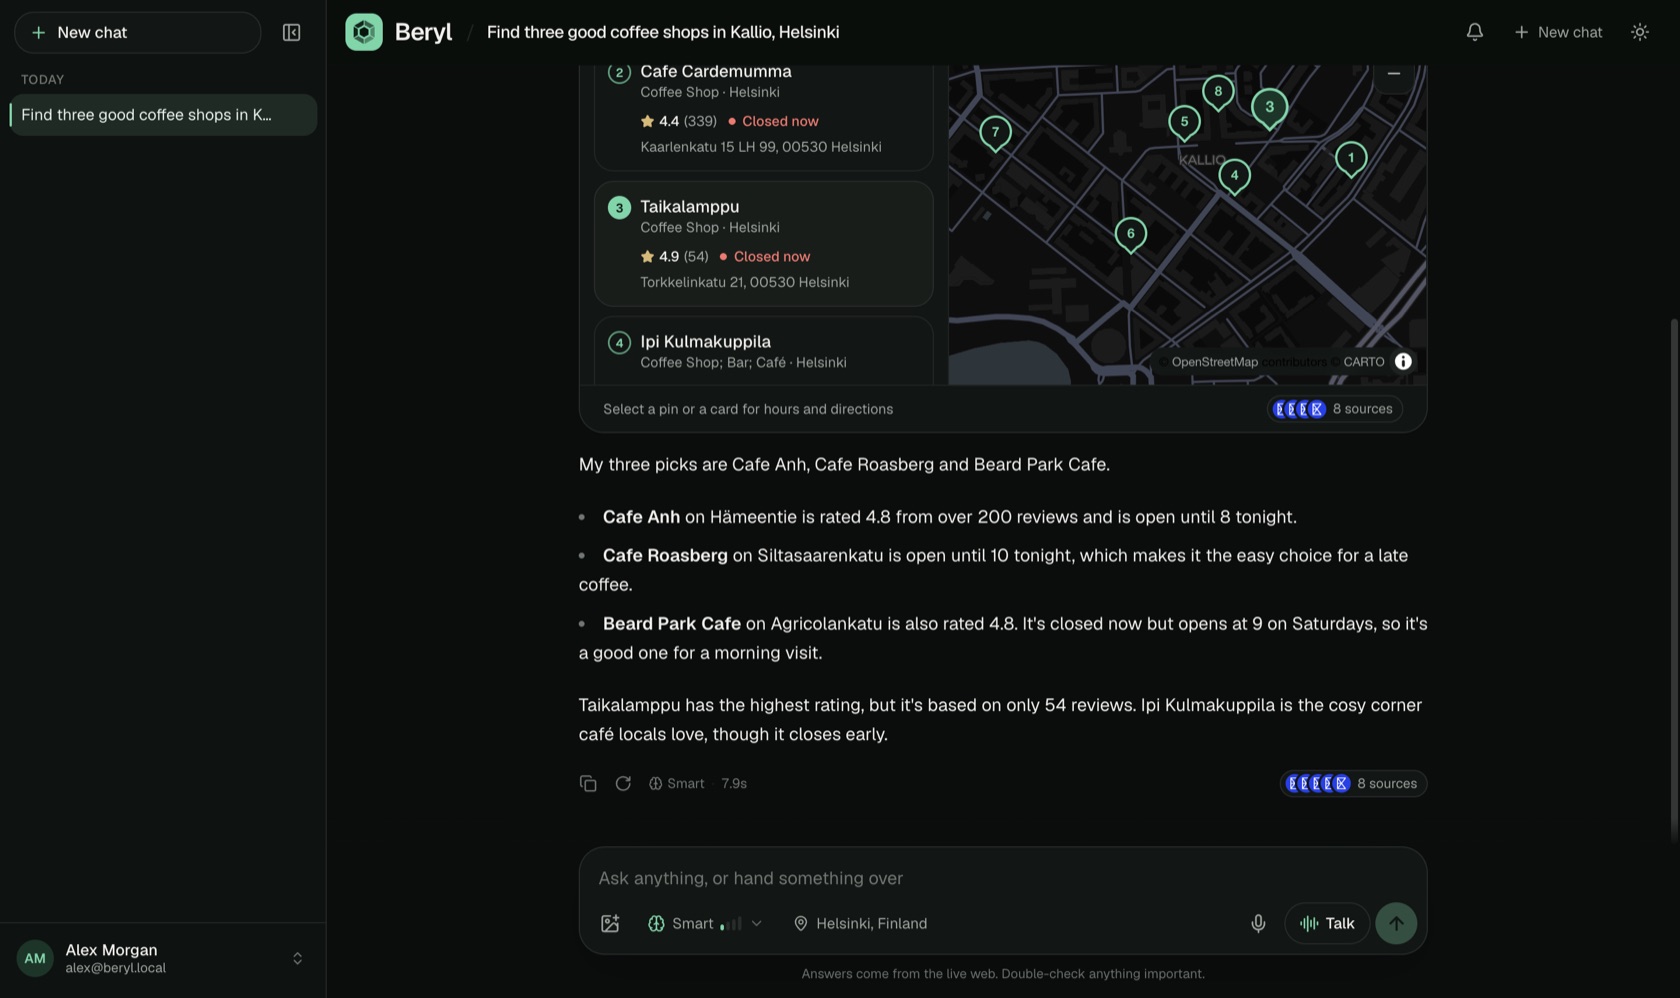 New chat
Beryl / Find three good coffee shops in Kallio, Helsinki
New chat
TODAY
Find three good coffee shops in K...
2 Cafe Cardemumma
Coffee Shop · Helsinki
4.4 (339) Closed now
Kaarlenkatu 15 LH 99, 00530 Helsinki
3 Taikalamppu
Coffee Shop · Helsinki
4.9 (54) Closed now
Torkkelinkatu 21, 00530 Helsinki
4 Ipi Kulmakuppila
Coffee Shop; Bar; Café · Helsinki
8
3
5
7
KALLIO
1
4
6
© OpenStreetMap contributors © CARTO
Select a pin or a card for hours and directions
8 sources
My three picks are Cafe Anh, Cafe Roasberg and Beard Park Cafe.
• Cafe Anh on Hämeentie is rated 4.8 from over 200 reviews and is open until 8 tonight.
• Cafe Roasberg on Siltasaarenkatu is open until 10 tonight, which makes it the easy choice for a late
coffee.
• Beard Park Cafe on Agricolankatu is also rated 4.8. It's closed now but opens at 9 on Saturdays, so it's
a good one for a morning visit.
Taikalamppu has the highest rating, but it's based on only 54 reviews. Ipi Kulmakuppila is the cosy corner
café locals love, though it closes early.
Smart · 7.9s
8 sources
Ask anything, or hand something over
Smart
Helsinki, Finland
Talk
AM
Alex Morgan
alex@beryl.local
Answers come from the live web. Double-check anything important.